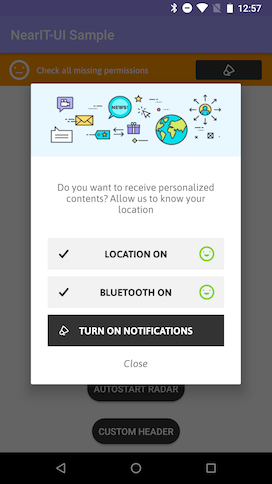 12:57
NearIT-UI Sample
Check all missing permissions
NEWS!
Do you want to receive personalized
contents? Allow us to know your
location
LOCATION ON
BLUETOOTH ON
TURN ON NOTIFICATIONS
Close
AUTOSTART RADAR
CUSTOM HEADER